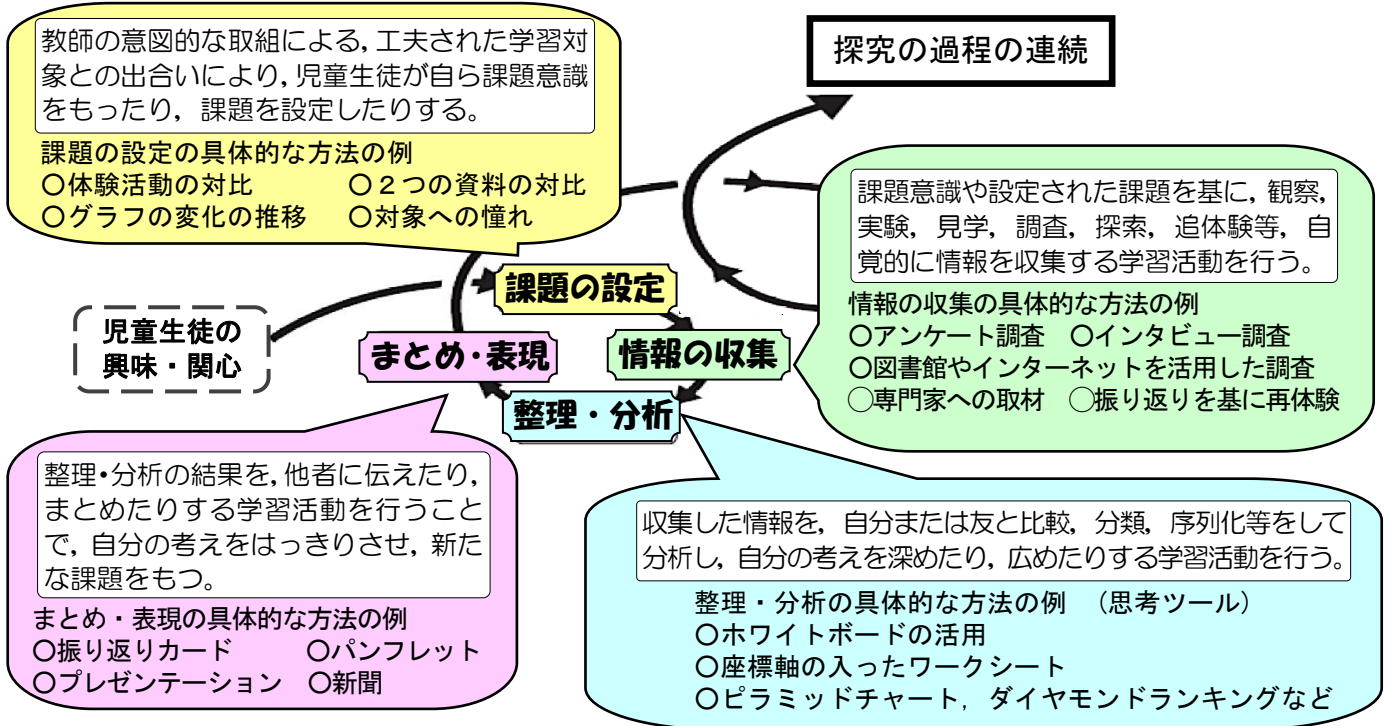 教師の意図的な取組による，工夫された学習対
象との出合いにより，児童生徒が自ら課題意識
をもったり，課題を設定したりする。
課題の設定の具体的な方法の例
○体験活動の対比　○２つの資料の対比
○グラフの変化の推移　○対象への憧れ
探究の過程の連続
課題意識や設定された課題を基に，観察，
実験，見学，調査，探索，追体験等，自
覚的に情報を収集する学習活動を行う。
情報の収集の具体的な方法の例
○アンケート調査　○インタビュー調査
○図書館やインターネットを活用した調査
○専門家への取材　○振り返りを基に再体験
児童生徒の
興味・関心
課題の設定
まとめ・表現
情報の収集
整理・分析
整理・分析の結果を，他者に伝えたり，
まとめたりする学習活動を行うこと
で，自分の考えをはっきりさせ，新た
な課題をもつ。
まとめ・表現の具体的な方法の例
○振り返りカード　○パンフレット
○プレゼンテーション　○新聞
収集した情報を，自分または友と比較，分類，序列化等をして
分析し，自分の考えを深めたり，広めたりする学習活動を行う。
整理・分析の具体的な方法の例　（思考ツール）
○ホワイトボードの活用
○座標軸の入ったワークシート
○ピラミッドチャート，ダイヤモンドランキングなど